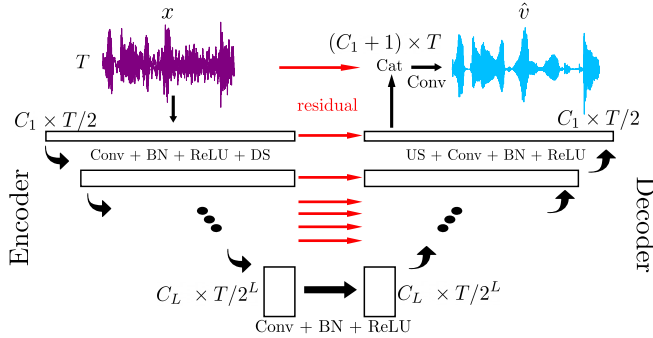 x
v̂
T
(C₁ + 1) × T
Cat
Conv
residual
C₁ × T/2
C₁ × T/2
Conv + BN + ReLU + DS
US + Conv + BN + ReLU
Encoder
Decoder
C_L × T/2^L
C_L × T/2^L
Conv + BN + ReLU